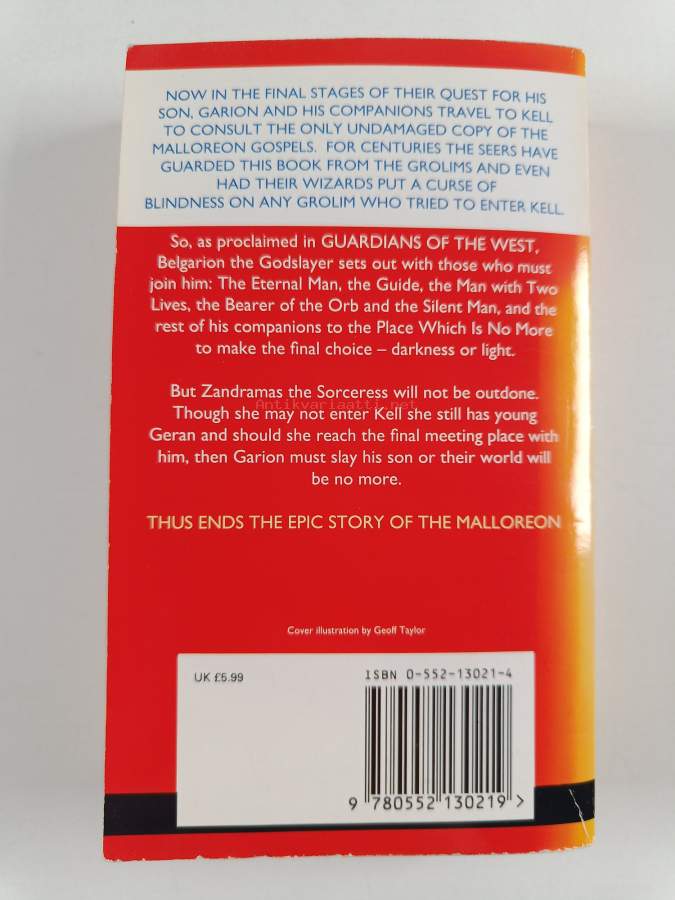 NOW IN THE FINAL STAGES OF THEIR QUEST FOR HIS
SON, GARION AND HIS COMPANIONS TRAVEL TO KELL
TO CONSULT THE ONLY UNDAMAGED COPY OF THE
MALLOREON GOSPELS. FOR CENTURIES THE SEERS HAVE
GUARDED THIS BOOK FROM THE GROLIMS AND EVEN
HAD THEIR WIZARDS PUT A CURSE OF
BLINDNESS ON ANY GROLIM WHO TRIED TO ENTER KELL.
So, as proclaimed in GUARDIANS OF THE WEST,
Belgarion the Godslayer sets out with those who must
join him: The Eternal Man, the Guide, the Man with Two
Lives, the Bearer of the Orb and the Silent Man, and the
rest of his companions to the Place Which Is No More
to make the final choice – darkness or light.
But Zandramas the Sorceress will not be outdone.
Antikvariaatti.net
Though she may not enter Kell she still has young
Geran and should she reach the final meeting place with
him, then Garion must slay his son or their world will
be no more.
THUS ENDS THE EPIC STORY OF THE MALLOREON
Cover illustration by Geoff Taylor
UK £5.99
ISBN 0-552-13021-4
9 780552 130219 >